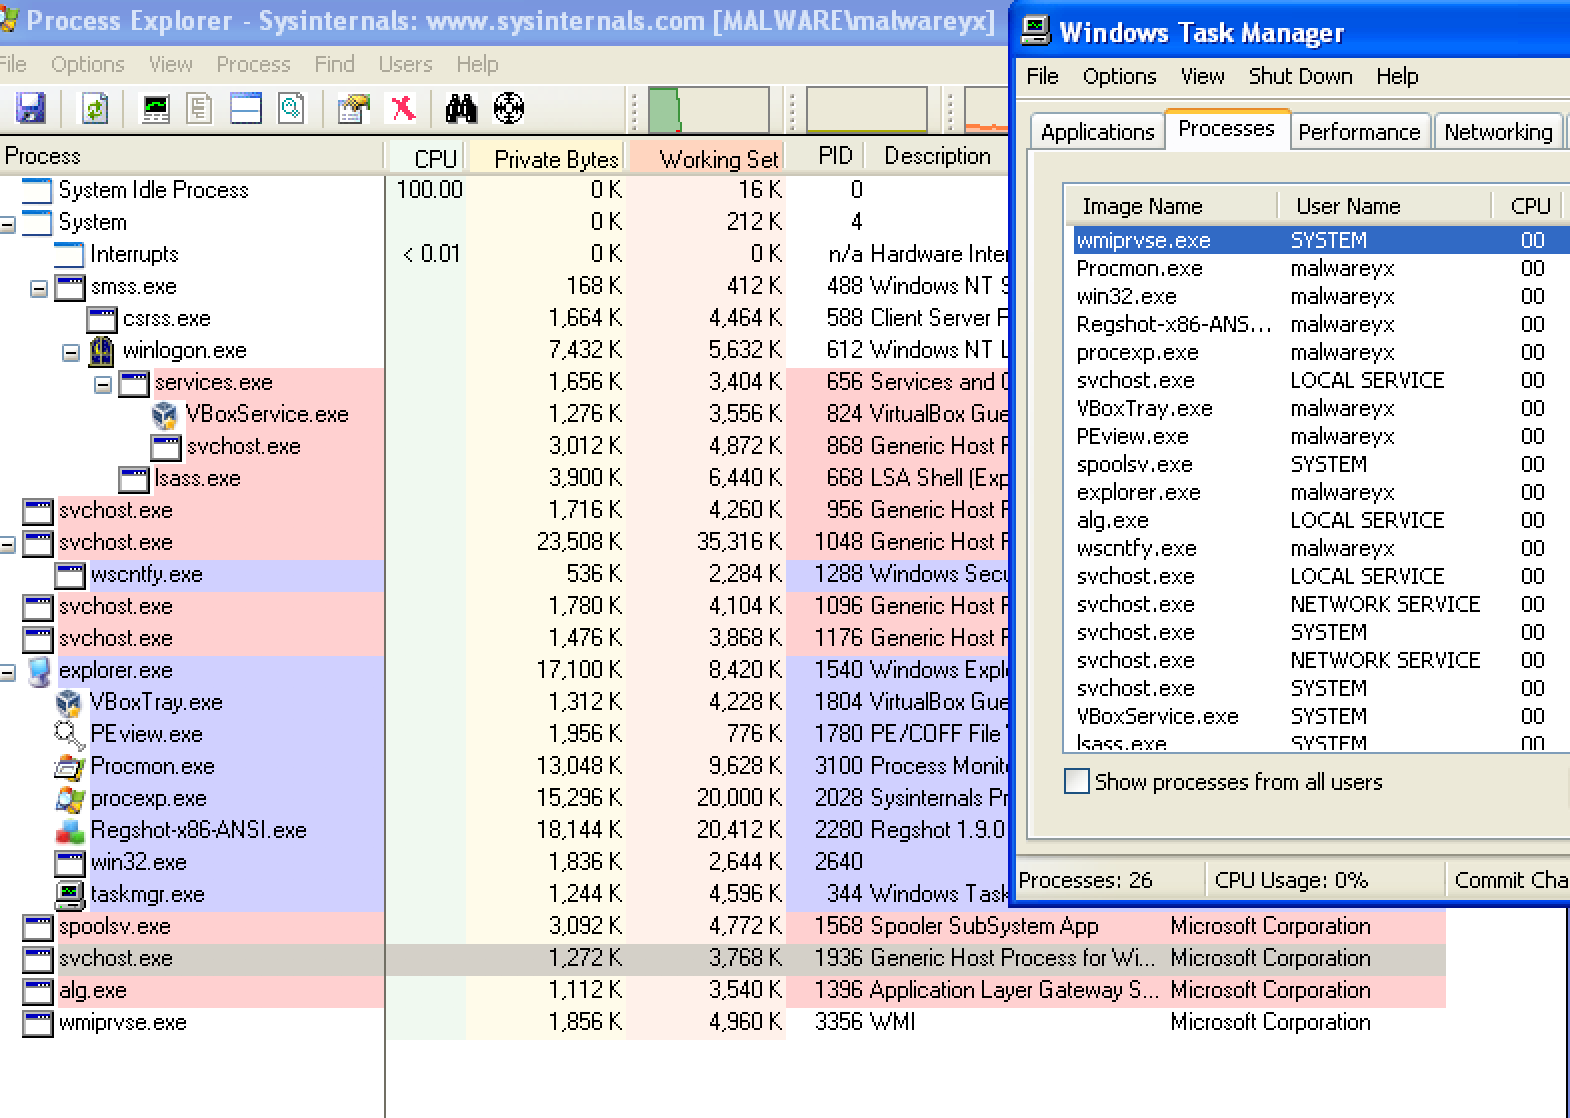 Process Explorer - Sysinternals: www.sysinternals.com [MALWARE\malwareyx]
File Options View Process Find Users Help
Process CPU Private Bytes Working Set PID Description
System Idle Process 100.00 0 K 16 K 0
System 0 K 212 K 4
Interrupts < 0.01 0 K 0 K n/a Hardware Inte
smss.exe 168 K 412 K 488 Windows NT S
csrss.exe 1,664 K 4,464 K 588 Client Server F
winlogon.exe 7,432 K 5,632 K 612 Windows NT L
services.exe 1,656 K 3,404 K 656 Services and C
VBoxService.exe 1,276 K 3,556 K 824 VirtualBox Gue
svchost.exe 3,012 K 4,872 K 868 Generic Host F
lsass.exe 3,900 K 6,440 K 668 LSA Shell (Exp
svchost.exe 1,716 K 4,260 K 956 Generic Host F
svchost.exe 23,508 K 35,316 K 1048 Generic Host F
wscntfy.exe 536 K 2,284 K 1288 Windows Secu
svchost.exe 1,780 K 4,104 K 1096 Generic Host F
svchost.exe 1,476 K 3,868 K 1176 Generic Host F
explorer.exe 17,100 K 8,420 K 1540 Windows Expl
VBoxTray.exe 1,312 K 4,228 K 1804 VirtualBox Gue
PEview.exe 1,956 K 776 K 1780 PE/COFF File
Procmon.exe 13,048 K 9,628 K 3100 Process Monit
procexp.exe 15,296 K 20,000 K 2028 Sysinternals Pr
Regshot-x86-ANSI.exe 18,144 K 20,412 K 2280 Regshot 1.9.0
win32.exe 1,836 K 2,644 K 2640
taskmgr.exe 1,244 K 4,596 K 344 Windows Task
spoolsv.exe 3,092 K 4,772 K 1568 Spooler SubSystem App Microsoft Corporation
svchost.exe 1,272 K 3,768 K 1936 Generic Host Process for Wi... Microsoft Corporation
alg.exe 1,112 K 3,540 K 1396 Application Layer Gateway S... Microsoft Corporation
wmiprvse.exe 1,856 K 4,960 K 3356 WMI Microsoft Corporation
Windows Task Manager
File Options View Shut Down Help
Applications Processes Performance Networking
Image Name User Name CPU
wmiprvse.exe SYSTEM 00
Procmon.exe malwareyx 00
win32.exe malwareyx 00
Regshot-x86-ANS... malwareyx 00
procexp.exe malwareyx 00
svchost.exe LOCAL SERVICE 00
VBoxTray.exe malwareyx 00
PEview.exe malwareyx 00
spoolsv.exe SYSTEM 00
explorer.exe malwareyx 00
alg.exe LOCAL SERVICE 00
wscntfy.exe malwareyx 00
svchost.exe LOCAL SERVICE 00
svchost.exe NETWORK SERVICE 00
svchost.exe SYSTEM 00
svchost.exe NETWORK SERVICE 00
svchost.exe SYSTEM 00
VBoxService.exe SYSTEM 00
lsass.exe SYSTEM 00
Show processes from all users
Processes: 26 CPU Usage: 0% Commit Cha